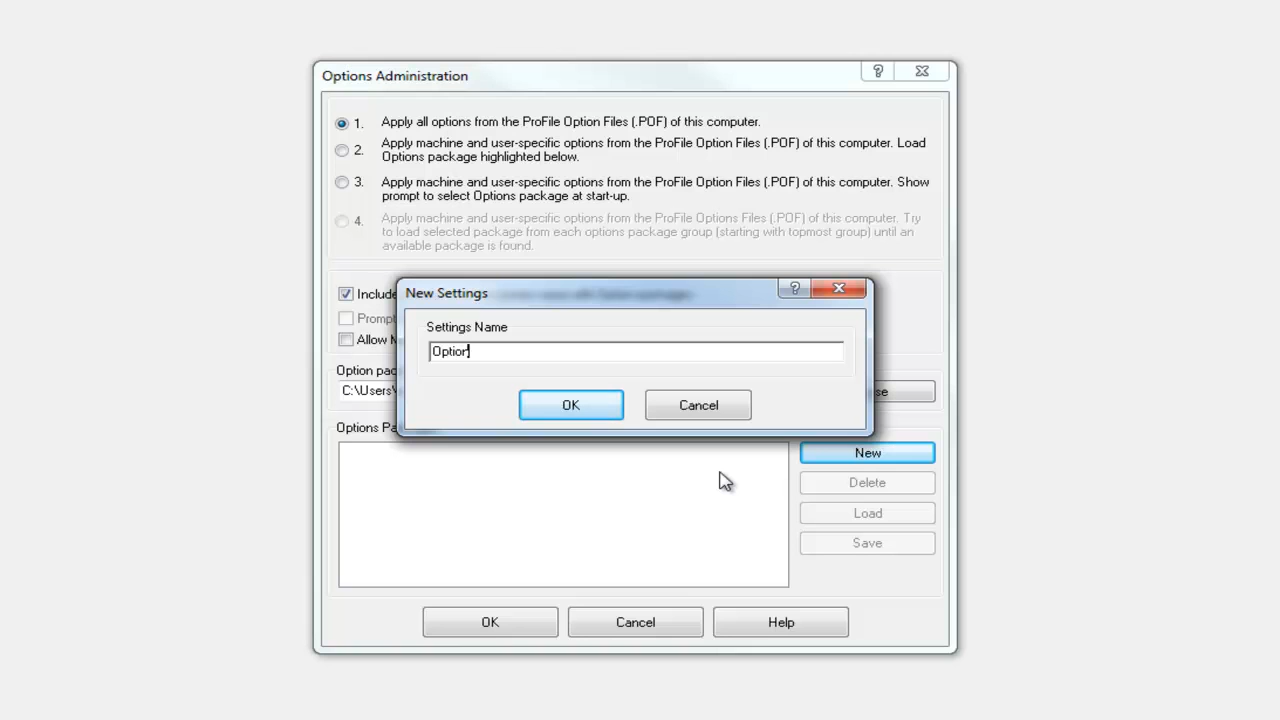 Options Administration
1. Apply all options from the ProFile Option Files (.POF) of this computer.
2. Apply machine and user-specific options from the ProFile Option Files (.POF) of this computer. Load
Options package highlighted below.
3. Apply machine and user-specific options from the ProFile Option Files (.POF) of this computer. Show
prompt to select Options package at start-up.
4. Apply machine and user-specific options from the ProFile Options Files (.POF) of this computer. Try
to load selected package from each options package group (starting with topmost group) until an
available package is found.
Include
New Settings
Prompt
Settings Name
Allow
Option
Option pac
C:\Users\
OK
Cancel
Options Pa
New
Delete
Load
Save
OK
Cancel
Help